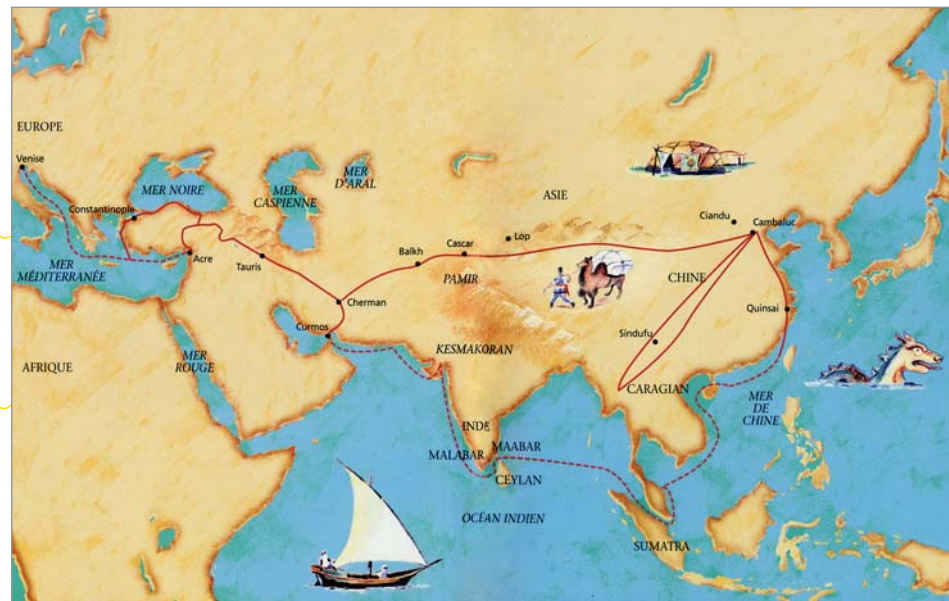 EUROPE
Venise
MER NOIRE
Constantinople
MER
CASPIENNE
MER
D'ARAL
ASIE
Ciandu
Cambaluc
MER
MÉDITERRANÉE
Acre
Tauris
Balkh
Cascar
Lop
PAMIR
CHINE
Cherman
Quinsai
Curmos
KESMAKORAN
Sindufu
AFRIQUE
MER
ROUGE
CARAGIAN
MER
DE
CHINE
INDE
MALABAR
MAABAR
CEYLAN
OCÉAN INDIEN
SUMATRA